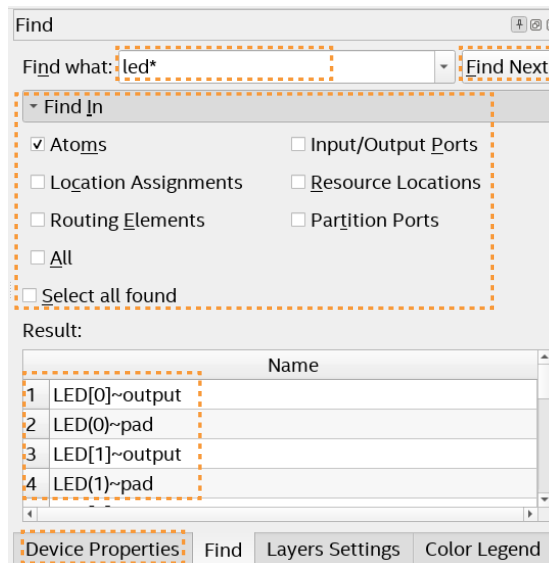 Find
Find what: led* Find Next
Find In
Atoms Input/Output Ports
Location Assignments Resource Locations
Routing Elements Partition Ports
All
Select all found
Result:
Name
1 LED[0]~output
2 LED(0)~pad
3 LED[1]~output
4 LED(1)~pad
Device Properties Find Layers Settings Color Legend